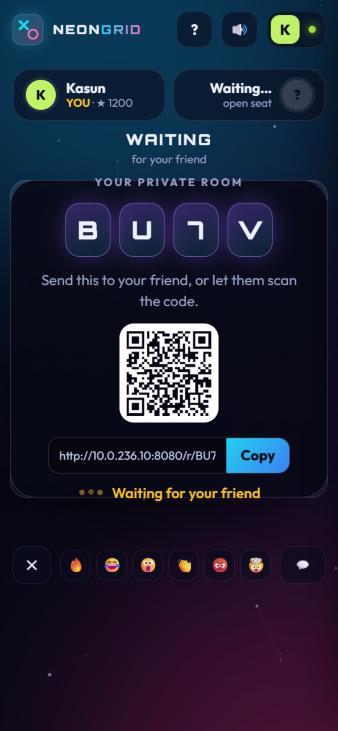 NEONGRID
?
K
K
Kasun
YOU · ★ 1200
Waiting...
open seat
?
WAITING
for your friend
YOUR PRIVATE ROOM
B U 7 V
Send this to your friend, or let them scan
the code.
http://10.0.236.10:8080/r/BU7
Copy
Waiting for your friend